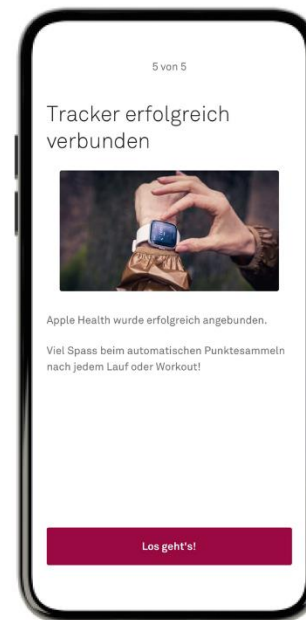 5 von 5
Tracker erfolgreich
verbunden
Apple Health wurde erfolgreich angebunden.
Viel Spass beim automatischen Punktesammeln
nach jedem Lauf oder Workout!
Los geht's!